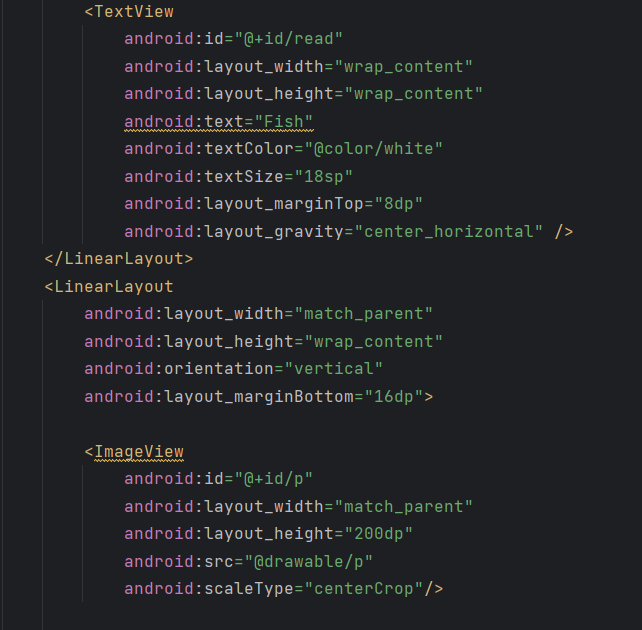 <TextView
android:id="@+id/read"
android:layout_width="wrap_content"
android:layout_height="wrap_content"
android:text="Fish"
android:textColor="@color/white"
android:textSize="18sp"
android:layout_marginTop="8dp"
android:layout_gravity="center_horizontal" />
</LinearLayout>
<LinearLayout
android:layout_width="match_parent"
android:layout_height="wrap_content"
android:orientation="vertical"
android:layout_marginBottom="16dp">
<ImageView
android:id="@+id/p"
android:layout_width="match_parent"
android:layout_height="200dp"
android:src="@drawable/p"
android:scaleType="centerCrop"/>